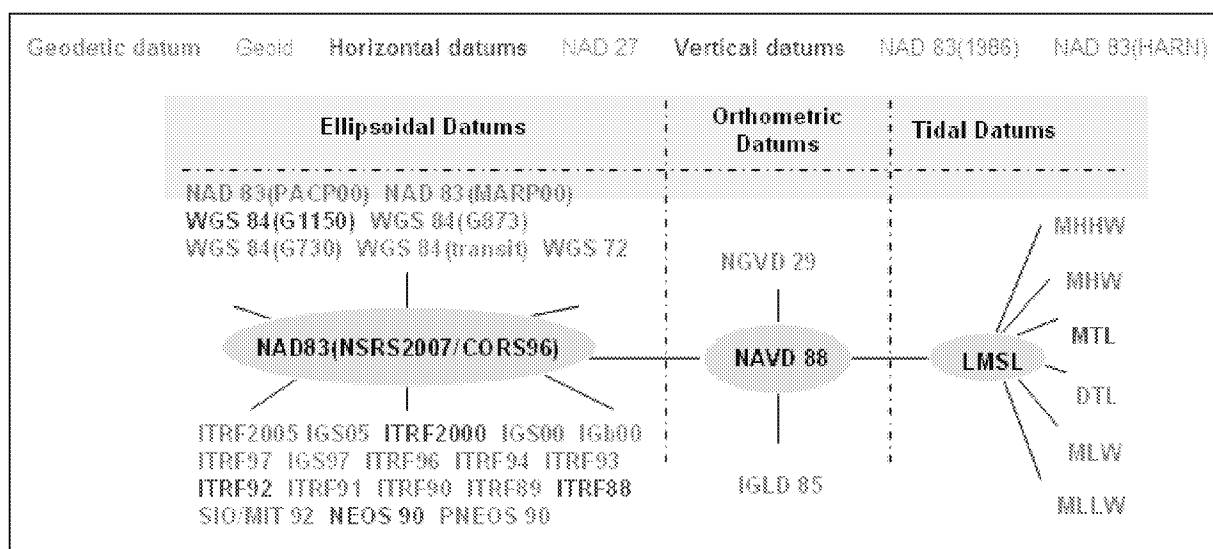 Geodetic datum Geoid Horizontal datums NAD 27 Vertical datums NAD 83(1986) NAD 83(HARN)
Ellipsoidal Datums
Orthometric
Datums
Tidal Datums
NAD 83(PACP00) NAD 83(MARP00)
WGS 84(G1150) WGS 84(G873)
WGS 84(G730) WGS 84(transit) WGS 72
NAD83(NSRS2007/CORS96)
ITRF2005 IGS05 ITRF2000 IGS00 IGb00
ITRF97 IGS97 ITRF96 ITRF94 ITRF93
ITRF92 ITRF91 ITRF90 ITRF89 ITRF88
SIO/MIT 92 NEOS 90 PNEOS 90
NGVD 29
NAVD 88
IGLD 85
LMSL
MHHW
MHW
MTL
DTL
MLW
MLLW